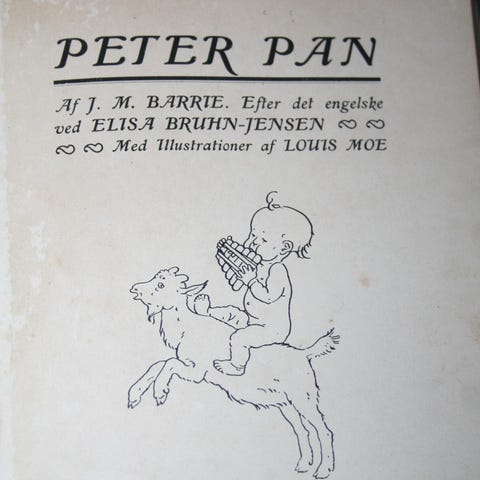 PETER PAN
Af J. M. BARRIE. Efter det engelske
ved ELISA BRUHN-JENSEN
Med Illustrationer af LOUIS MOE